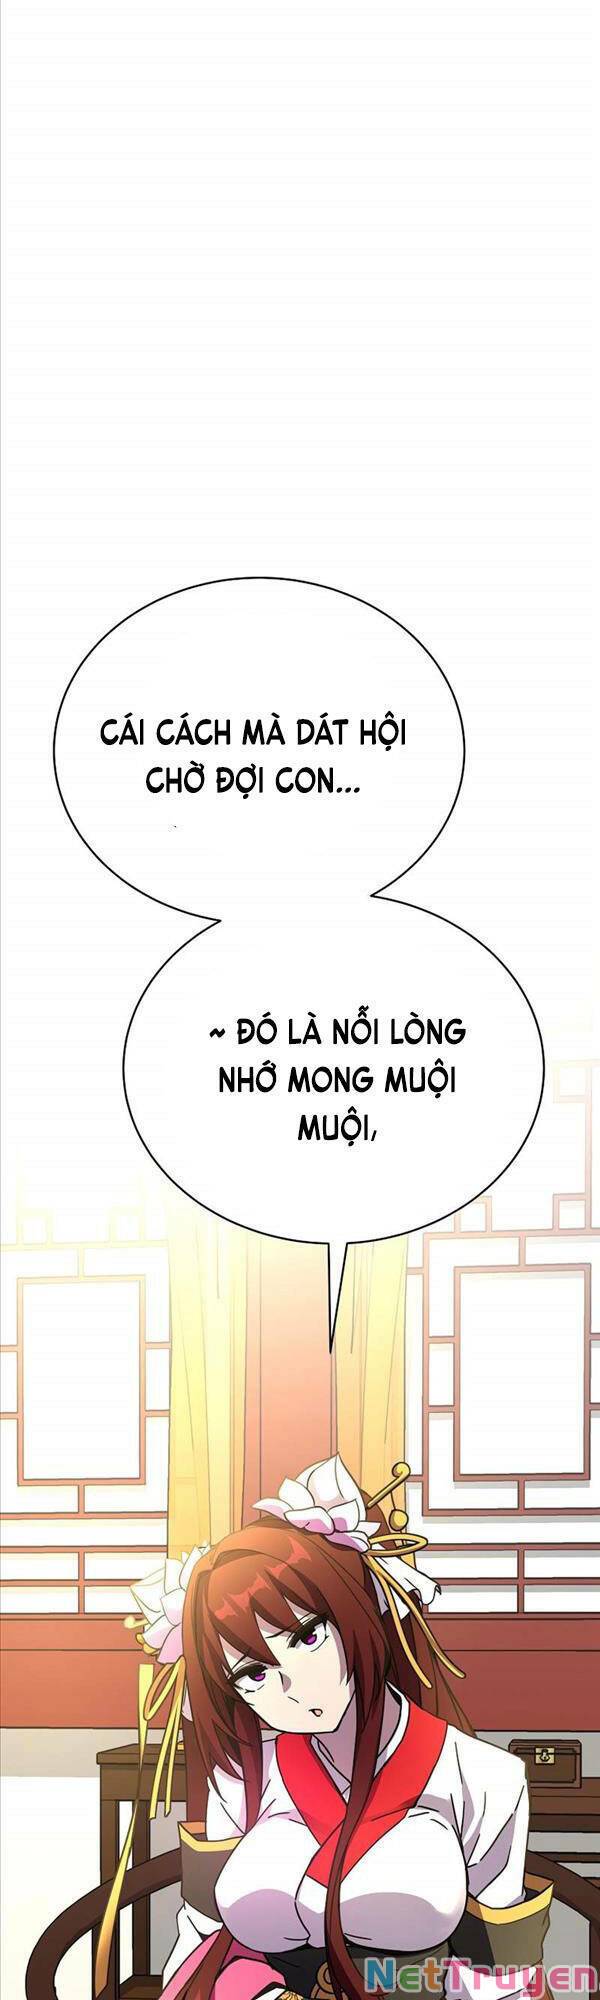 CÁI CÁCH MÀ DÁT HỘI
CHỜ ĐỢI CON...
~ ĐÓ LÀ NỖI LÒNG
NHỚ MONG MUỘI
MUỘI,
NetTruyen